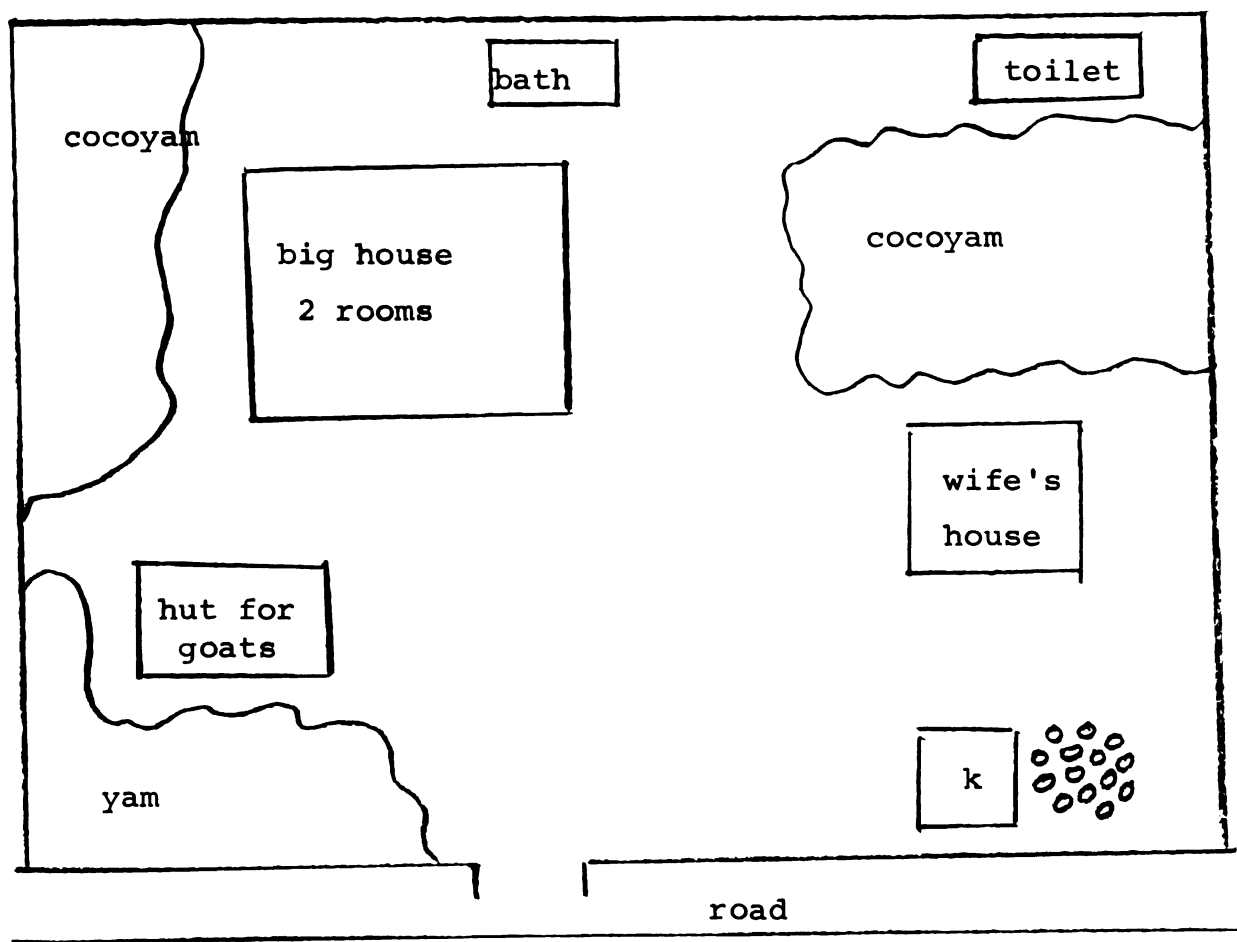 bath
toilet
cocoyam
cocoyam
big house
2 rooms
wife's
house
hut for
goats
k
yam
road